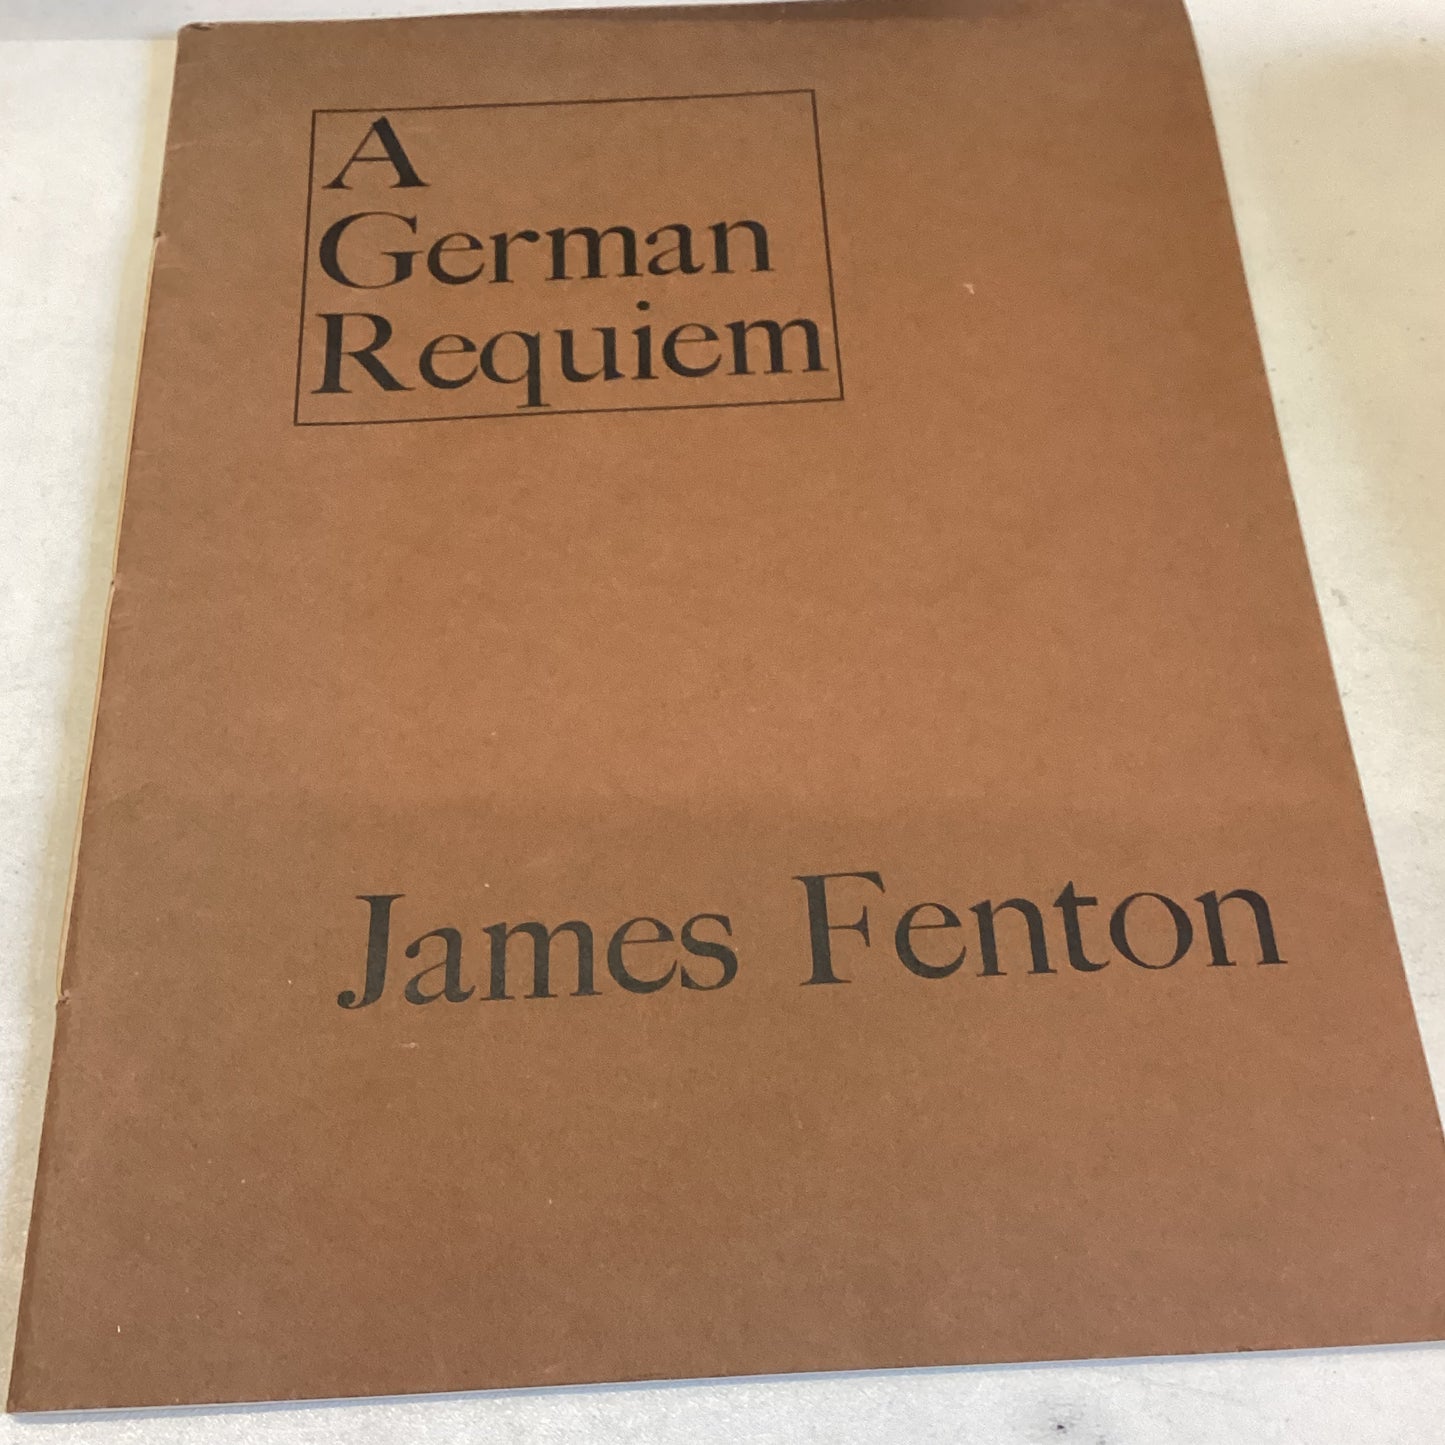 A
German
Requiem
James Fenton